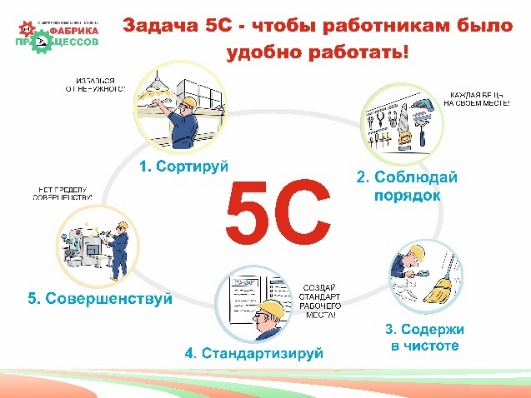 ФАБРИКА
ПРОЦЕССОВ
Задача 5С - чтобы работникам было
удобно работать!
ИЗБАВЬСЯ
ОТ НЕНУЖНОГО!
1. Сортируй
КАЖДАЯ ВЕЩЬ
НА СВОЕМ МЕСТЕ!
2. Соблюдай
порядок
5С
НЕТ ПРЕДЕЛУ
СОВЕРШЕНСТВУ!
5. Совершенствуй
СОЗДАЙ
СТАНДАРТ
РАБОЧЕГО
МЕСТА!
4. Стандартизируй
3. Содержи
в чистоте